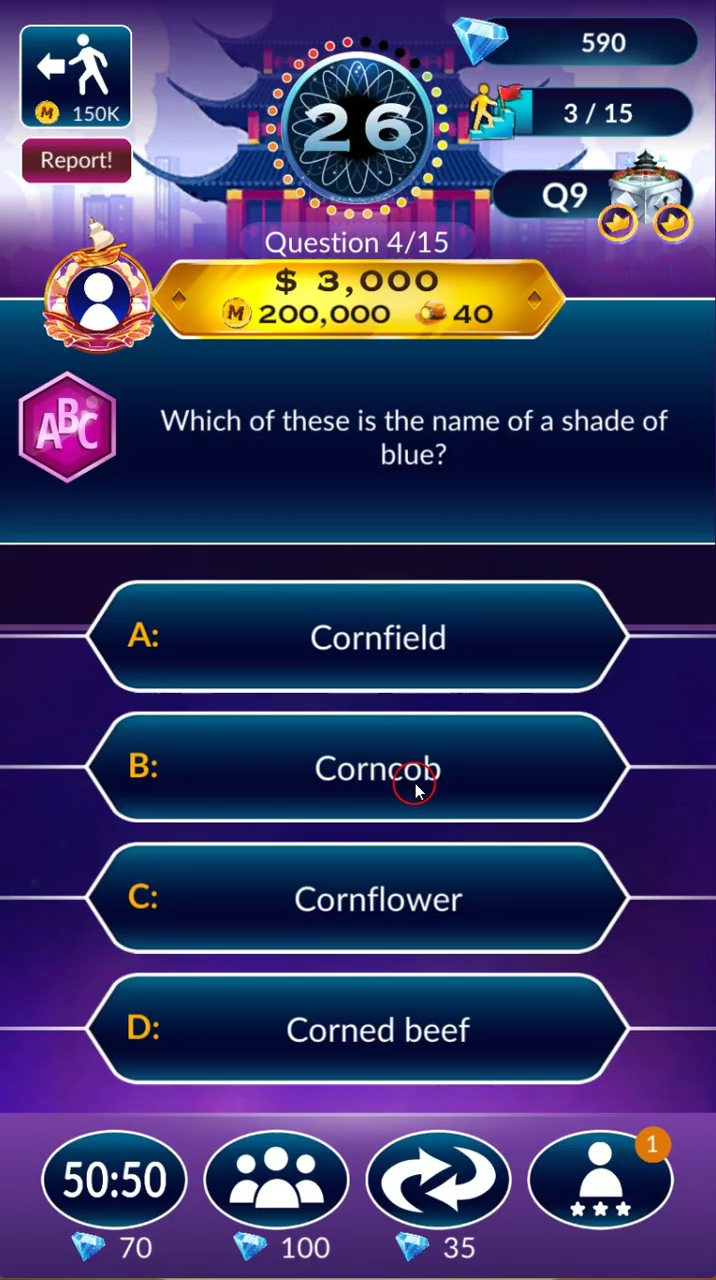 590
26
M 150K
3 / 15
Report!
Q9
Question 4/15
$ 3,000
M 200,000 40
ABC
Which of these is the name of a shade of
blue?
A: Cornfield
B: Corncob
C: Cornflower
D: Corned beef
1
50:50
70 100 35